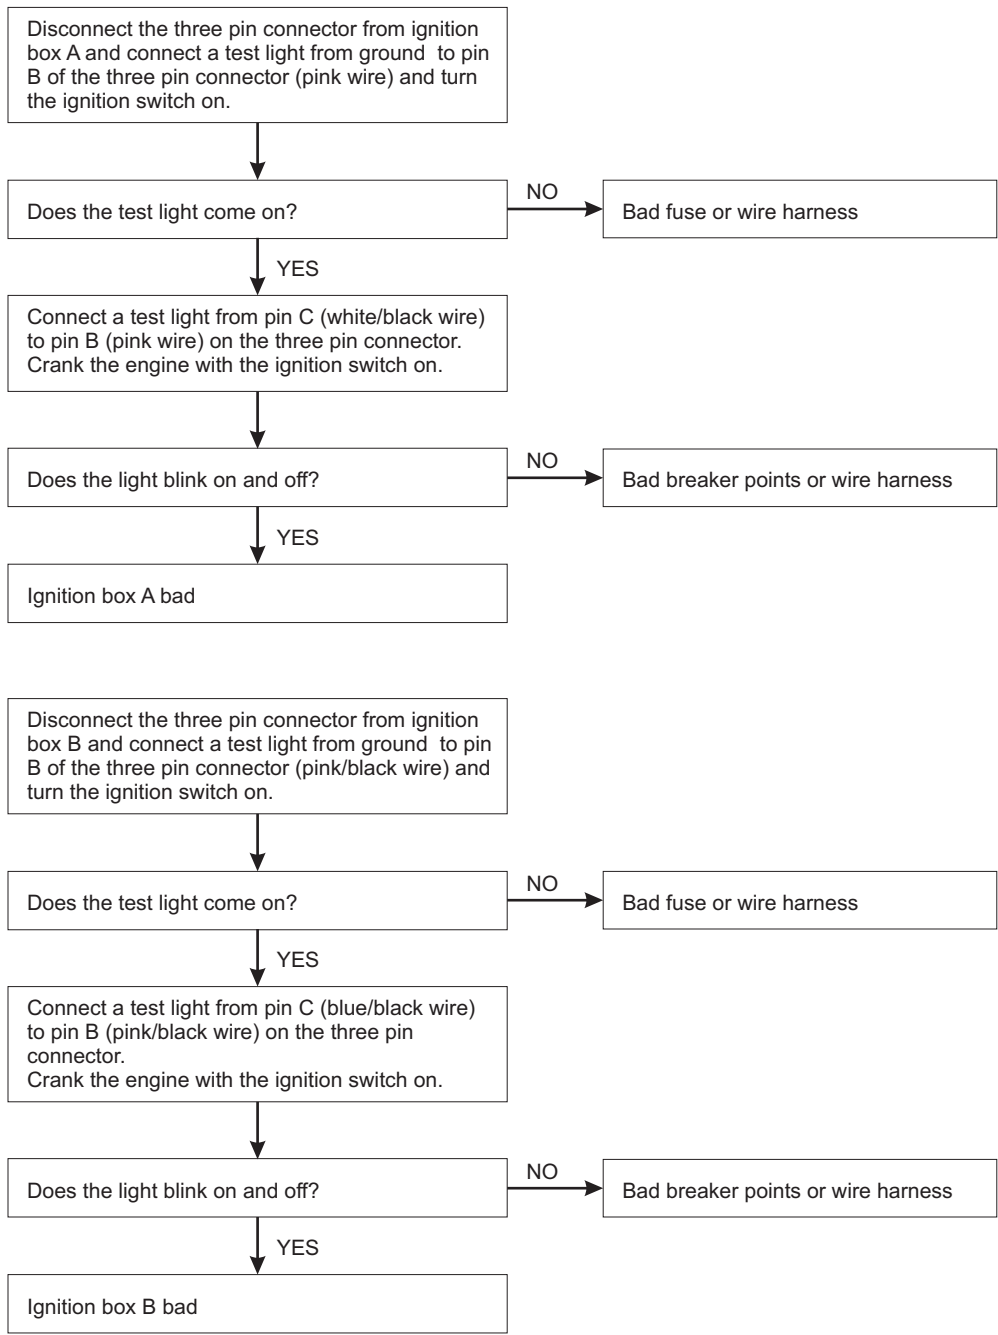 Disconnect the three pin connector from ignition
box A and connect a test light from ground to pin
B of the three pin connector (pink wire) and turn
the ignition switch on.
Does the test light come on?
NO
Bad fuse or wire harness
YES
Connect a test light from pin C (white/black wire)
to pin B (pink wire) on the three pin connector.
Crank the engine with the ignition switch on.
Does the light blink on and off?
NO
Bad breaker points or wire harness
YES
Ignition box A bad
Disconnect the three pin connector from ignition
box B and connect a test light from ground to pin
B of the three pin connector (pink/black wire) and
turn the ignition switch on.
Does the test light come on?
NO
Bad fuse or wire harness
YES
Connect a test light from pin C (blue/black wire)
to pin B (pink/black wire) on the three pin
connector.
Crank the engine with the ignition switch on.
Does the light blink on and off?
NO
Bad breaker points or wire harness
YES
Ignition box B bad